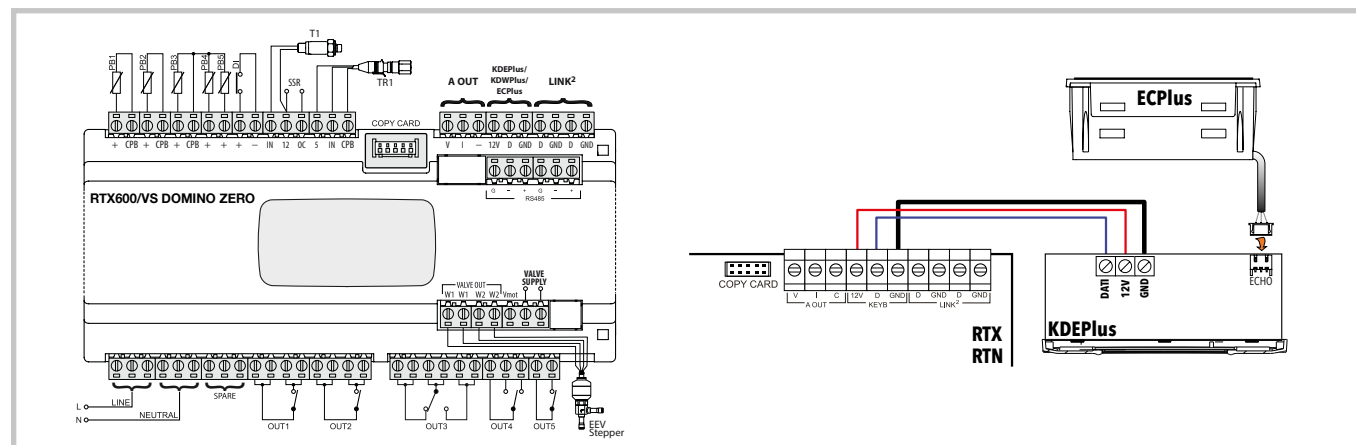 T1
PB1
PB2
PB3
PB4
PB5
DI
SSR
TR1
A OUT
KDEPlus/
KDWPlus/
ECPlus
LINK²
COPY CARD
+ CPB + CPB + CPB + + + − IN 12 OC 5 IN CPB
V I − 12V D GND D GND D GND
G − + G − +
RS485
RTX600/VS DOMINO ZERO
VALVE OUT
VALVE
SUPPLY
W1 W1 W2 W2 Vmot
L
LINE
N
NEUTRAL
SPARE
OUT1
OUT2
OUT3
OUT4
OUT5
EEV
Stepper
ECPlus
COPY CARD
V I C 12V D GND D GND D GND
A OUT
KEYB
LINK²
RTX
RTN
DATI
12V
GND
ECHO
KDEPlus